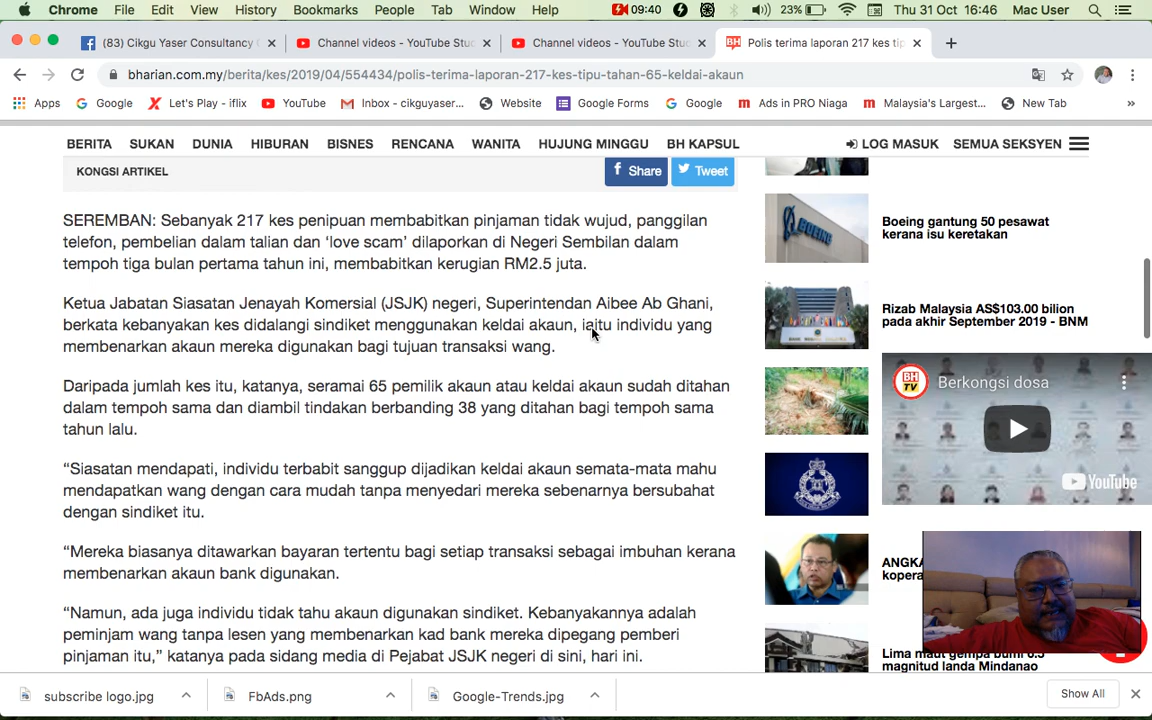 Chrome File Edit View History Bookmarks People Tab Window Help 09:40 23% Thu 31 Oct 16:46 Mac User
(83) Cikgu Yaser Consultancy Channel videos - YouTube Stu Channel videos - YouTube Stu Polis terima laporan 217 kes tip
bharian.com.my/berita/kes/2019/04/554434/polis-terima-laporan-217-kes-tipu-tahan-65-keldai-akaun
Apps Google Let's Play - iflix YouTube Inbox - cikguyaser... Website Google Forms Google Ads in PRO Niaga Malaysia's Largest... New Tab
BERITA SUKAN DUNIA HIBURAN BISNES RENCANA WANITA HUJUNG MINGGU BH KAPSUL LOG MASUK SEMUA SEKSYEN
KONGSI ARTIKEL Share Tweet
SEREMBAN: Sebanyak 217 kes penipuan membabitkan pinjaman tidak wujud, panggilan
telefon, pembelian dalam talian dan ‘love scam’ dilaporkan di Negeri Sembilan dalam
tempoh tiga bulan pertama tahun ini, membabitkan kerugian RM2.5 juta.
Ketua Jabatan Siasatan Jenayah Komersial (JSJK) negeri, Superintendan Aibee Ab Ghani,
berkata kebanyakan kes didalangi sindiket menggunakan keldai akaun, iaitu individu yang
membenarkan akaun mereka digunakan bagi tujuan transaksi wang.
Daripada jumlah kes itu, katanya, seramai 65 pemilik akaun atau keldai akaun sudah ditahan
dalam tempoh sama dan diambil tindakan berbanding 38 yang ditahan bagi tempoh sama
tahun lalu.
“Siasatan mendapati, individu terbabit sanggup dijadikan keldai akaun semata-mata mahu
mendapatkan wang dengan cara mudah tanpa menyedari mereka sebenarnya bersubahat
dengan sindiket itu.
“Mereka biasanya ditawarkan bayaran tertentu bagi setiap transaksi sebagai imbuhan kerana
membenarkan akaun bank digunakan.
“Namun, ada juga individu tidak tahu akaun digunakan sindiket. Kebanyakannya adalah
peminjam wang tanpa lesen yang membenarkan kad bank mereka dipegang pemberi
pinjaman itu,” katanya pada sidang media di Pejabat JSJK negeri di sini, hari ini.
BOEING
Boeing gantung 50 pesawat
kerana isu keretakan
Rizab Malaysia AS$103.00 bilion
pada akhir September 2019 - BNM
BH TV Berkongsi dosa
YouTube
ANGKA
kopera
Lima maut gempa bumi 6.5
magnitud landa Mindanao
subscribe logo.jpg FbAds.png Google-Trends.jpg Show All